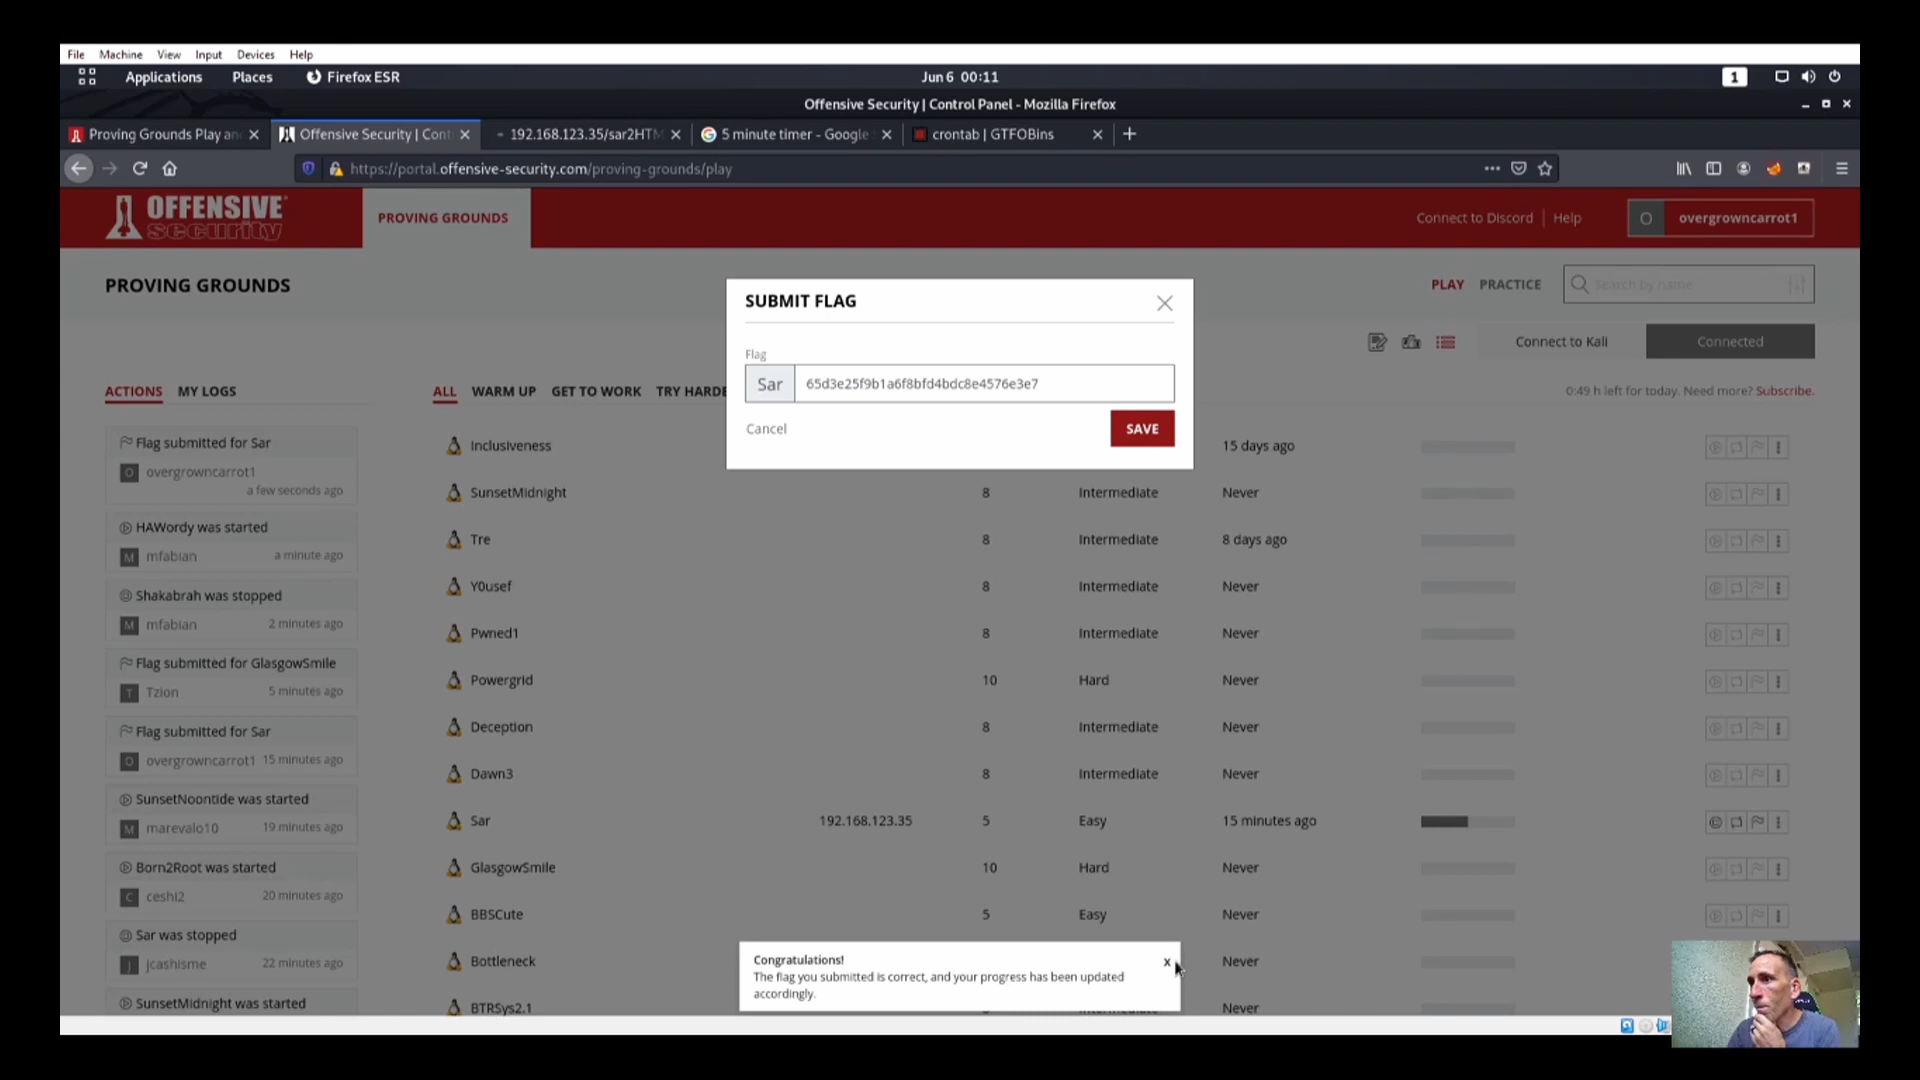 File Machine View Input Devices Help
Applications Places Firefox ESR Jun 6 00:11 1
Offensive Security | Control Panel - Mozilla Firefox
Proving Grounds Play an Offensive Security | Cont 192.168.123.35/sar2HTM 5 minute timer - Google crontab | GTFOBins
https://portal.offensive-security.com/proving-grounds/play
OFFENSIVE security PROVING GROUNDS Connect to Discord | Help O overgrowncarrot1
PROVING GROUNDS PLAY PRACTICE Search by name
SUBMIT FLAG
Connect to Kali Connected
Flag
Sar 65d3e25f9b1a6f8bfd4bdc8e4576e3e7
Cancel SAVE
ACTIONS MY LOGS ALL WARM UP GET TO WORK TRY HARDE 0:49 h left for today. Need more? Subscribe.
Flag submitted for Sar
O overgrowncarrot1
a few seconds ago
HAWordy was started
M mfabian a minute ago
Shakabrah was stopped
M mfabian 2 minutes ago
Flag submitted for GlasgowSmile
T Tzion 5 minutes ago
Flag submitted for Sar
O overgrowncarrot1 15 minutes ago
SunsetNoontide was started
M marevalo10 19 minutes ago
Born2Root was started
C ceshi2 20 minutes ago
Sar was stopped
J jcashisme 22 minutes ago
SunsetMidnight was started
Inclusiveness 15 days ago
SunsetMidnight 8 Intermediate Never
Tre 8 Intermediate 8 days ago
Y0usef 8 Intermediate Never
Pwned1 8 Intermediate Never
Powergrid 10 Hard Never
Deception 8 Intermediate Never
Dawn3 8 Intermediate Never
Sar 192.168.123.35 5 Easy 15 minutes ago
GlasgowSmile 10 Hard Never
BBSCute 5 Easy Never
Bottleneck Never
BTRSys2.1 Never
Congratulations! x
The flag you submitted is correct, and your progress has been updated
accordingly.